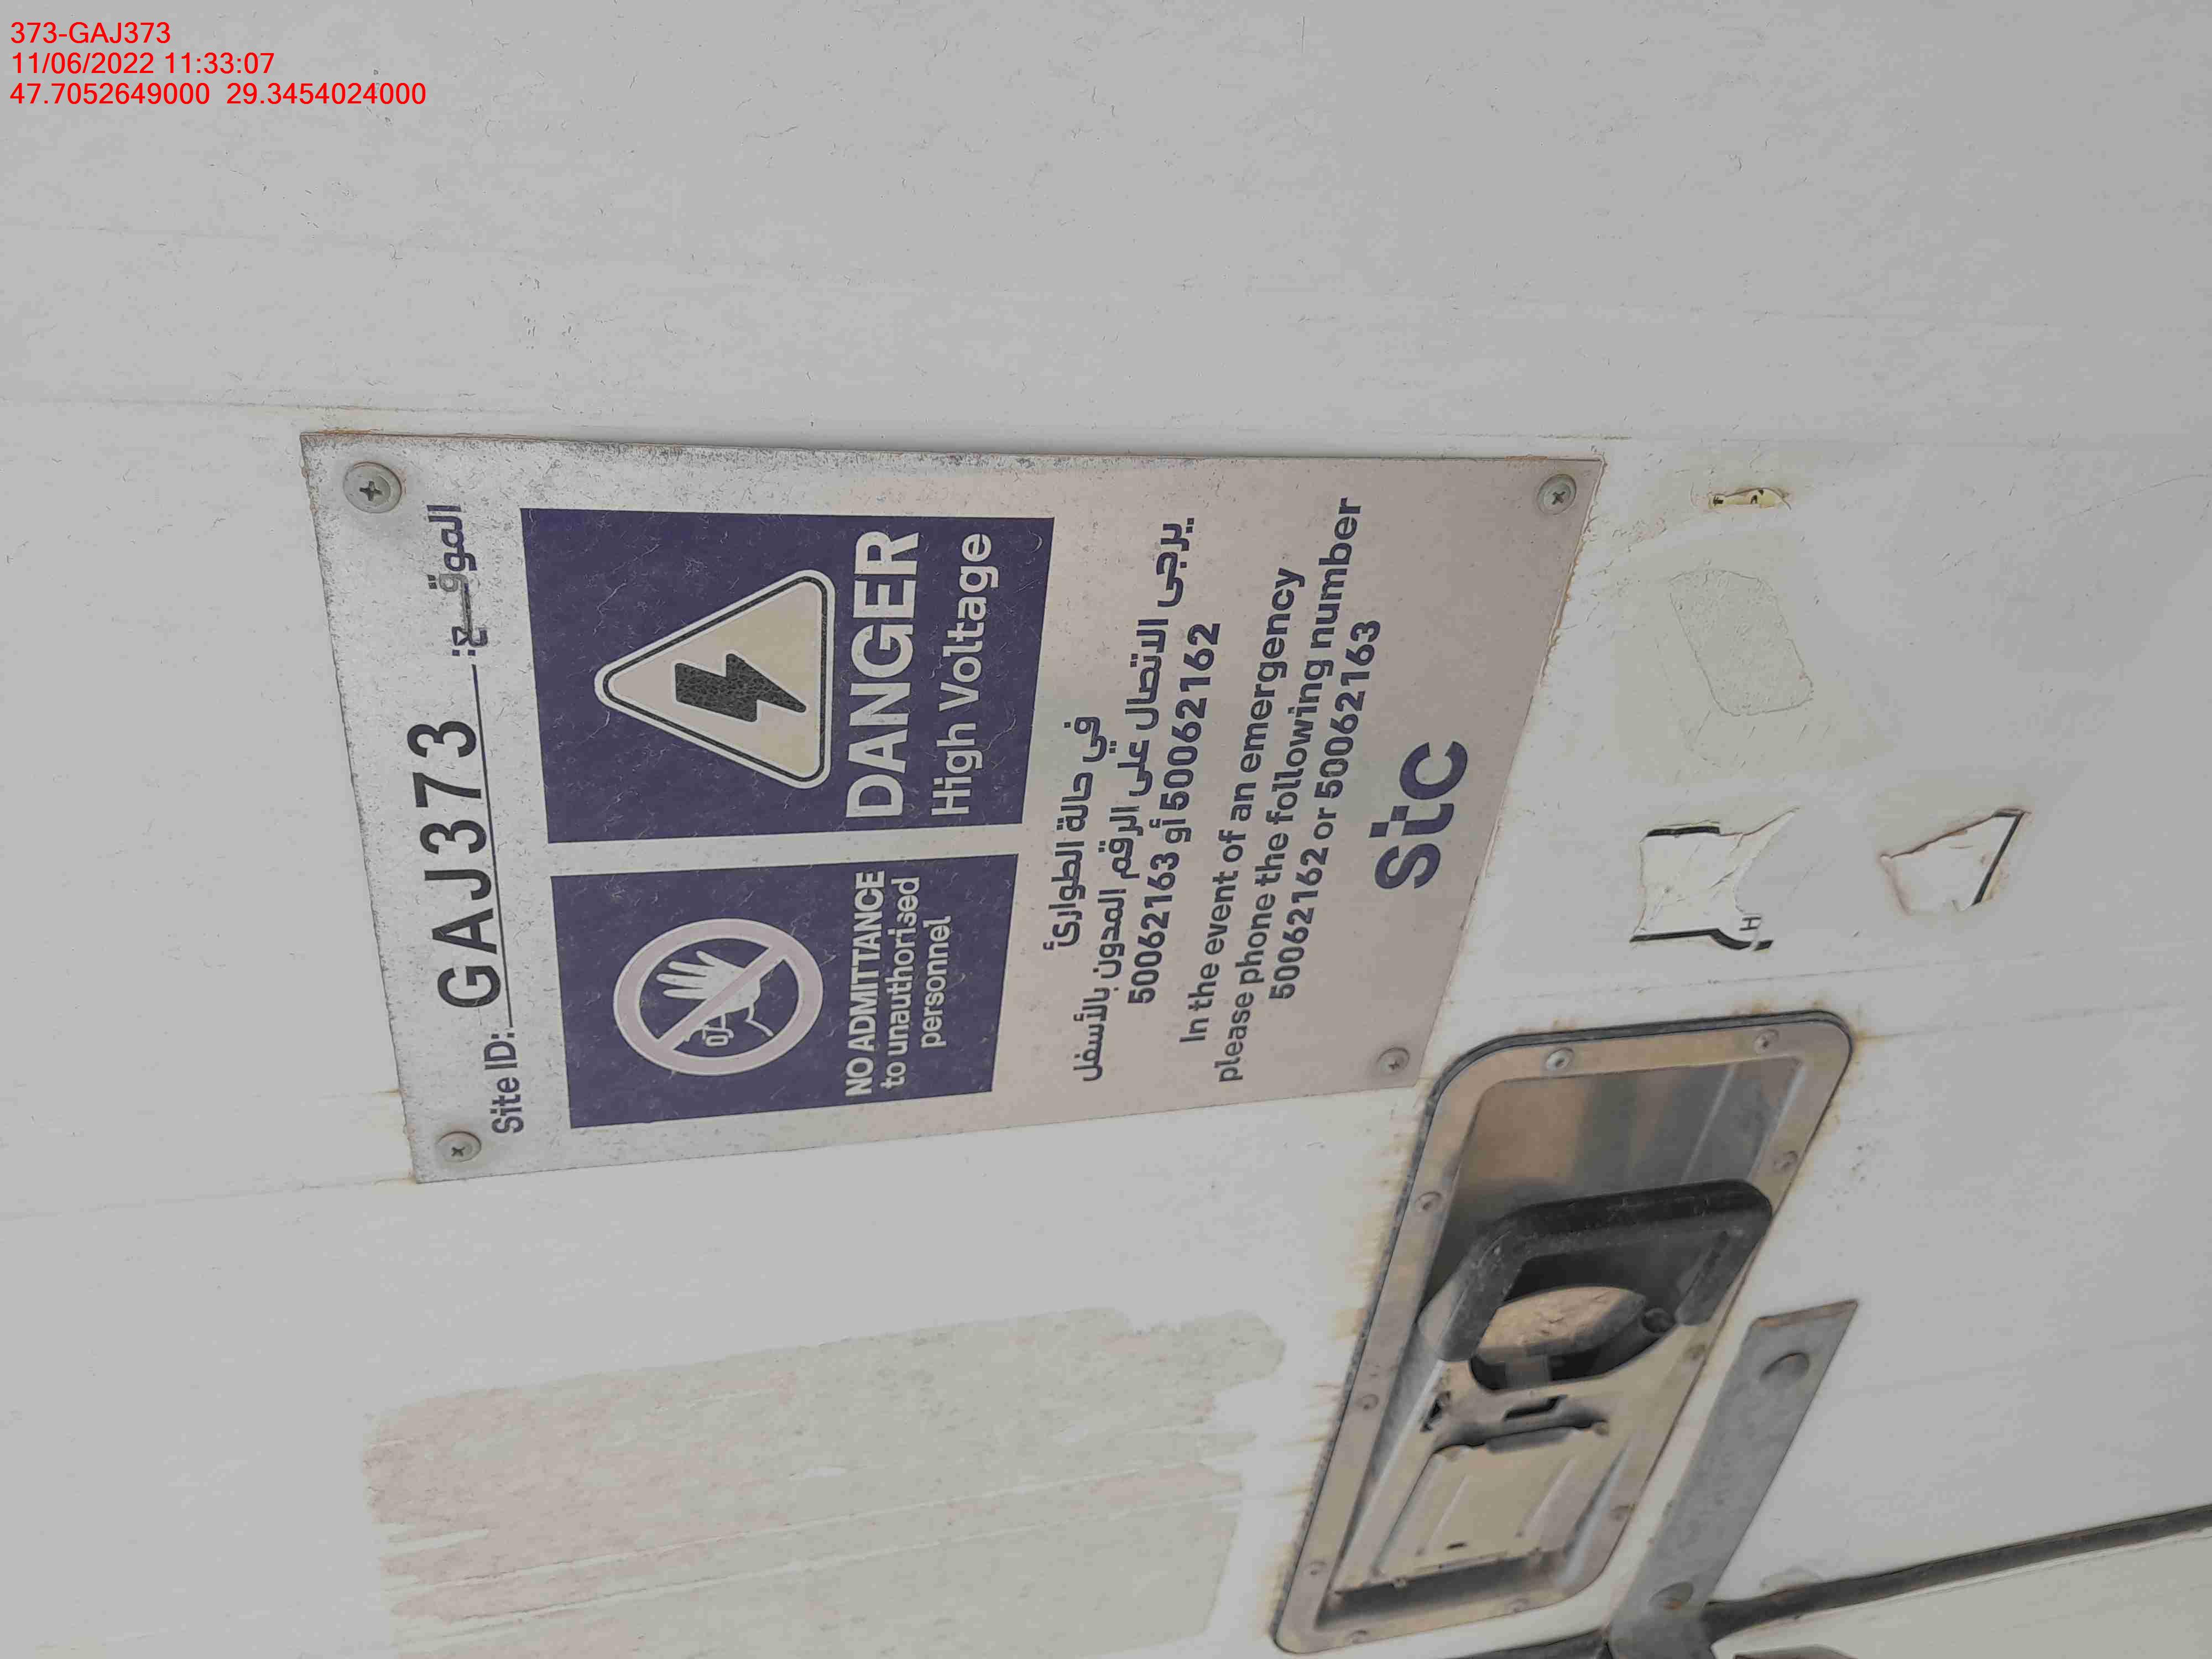 373-GAJ373
11/06/2022 11:33:07
47.7052649000 29.3454024000
Site ID: GAJ373 الموقـع:
NO ADMITTANCE
to unauthorised
personnel
DANGER
High Voltage
في حالة الطوارئ
يرجى الاتصال على الرقم المدون بالأسفل
50062162 أو 50062163
In the event of an emergency
please phone the following number
50062162 or 50062163
stc
H